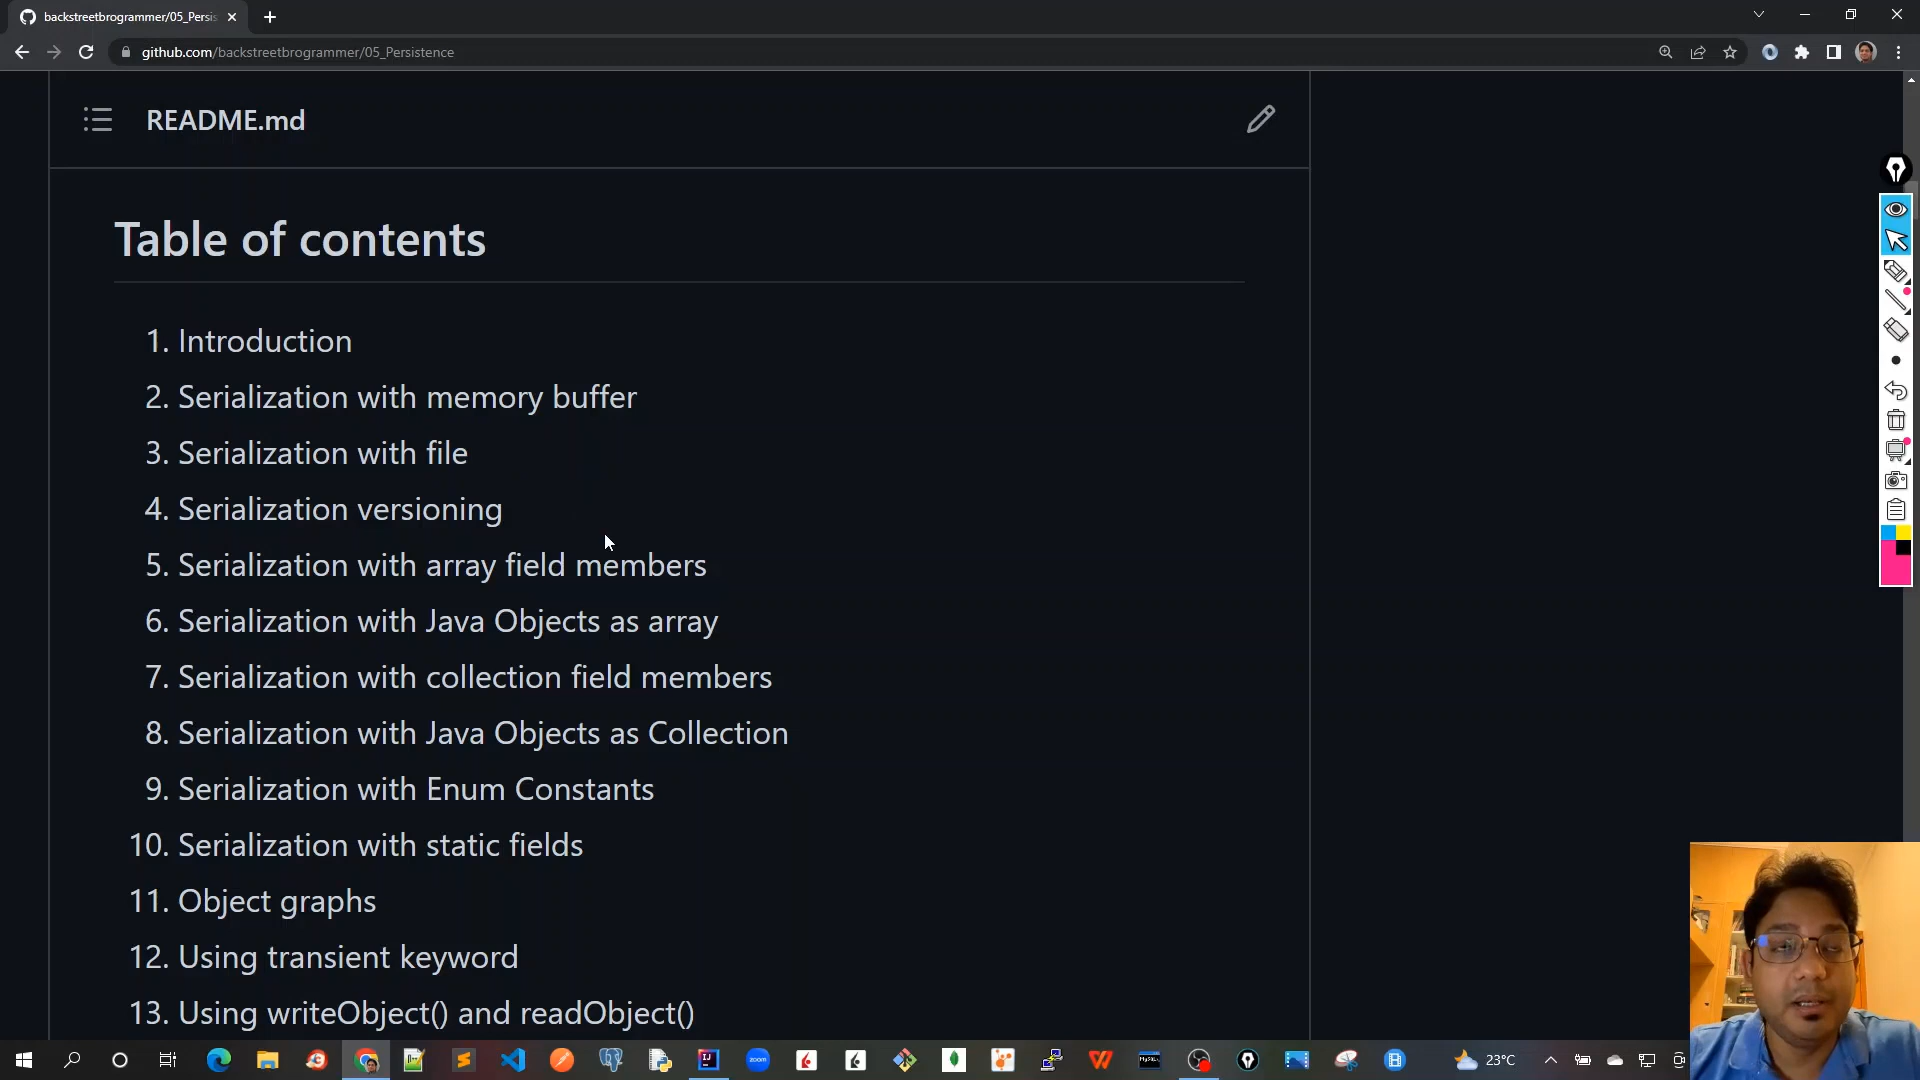 backstreetbrogrammer/05_Persis
github.com/backstreetbrogrammer/05_Persistence
README.md
Table of contents
1. Introduction
2. Serialization with memory buffer
3. Serialization with file
4. Serialization versioning
5. Serialization with array field members
6. Serialization with Java Objects as array
7. Serialization with collection field members
8. Serialization with Java Objects as Collection
9. Serialization with Enum Constants
10. Serialization with static fields
11. Object graphs
12. Using transient keyword
13. Using writeObject() and readObject()
zoom
23°C